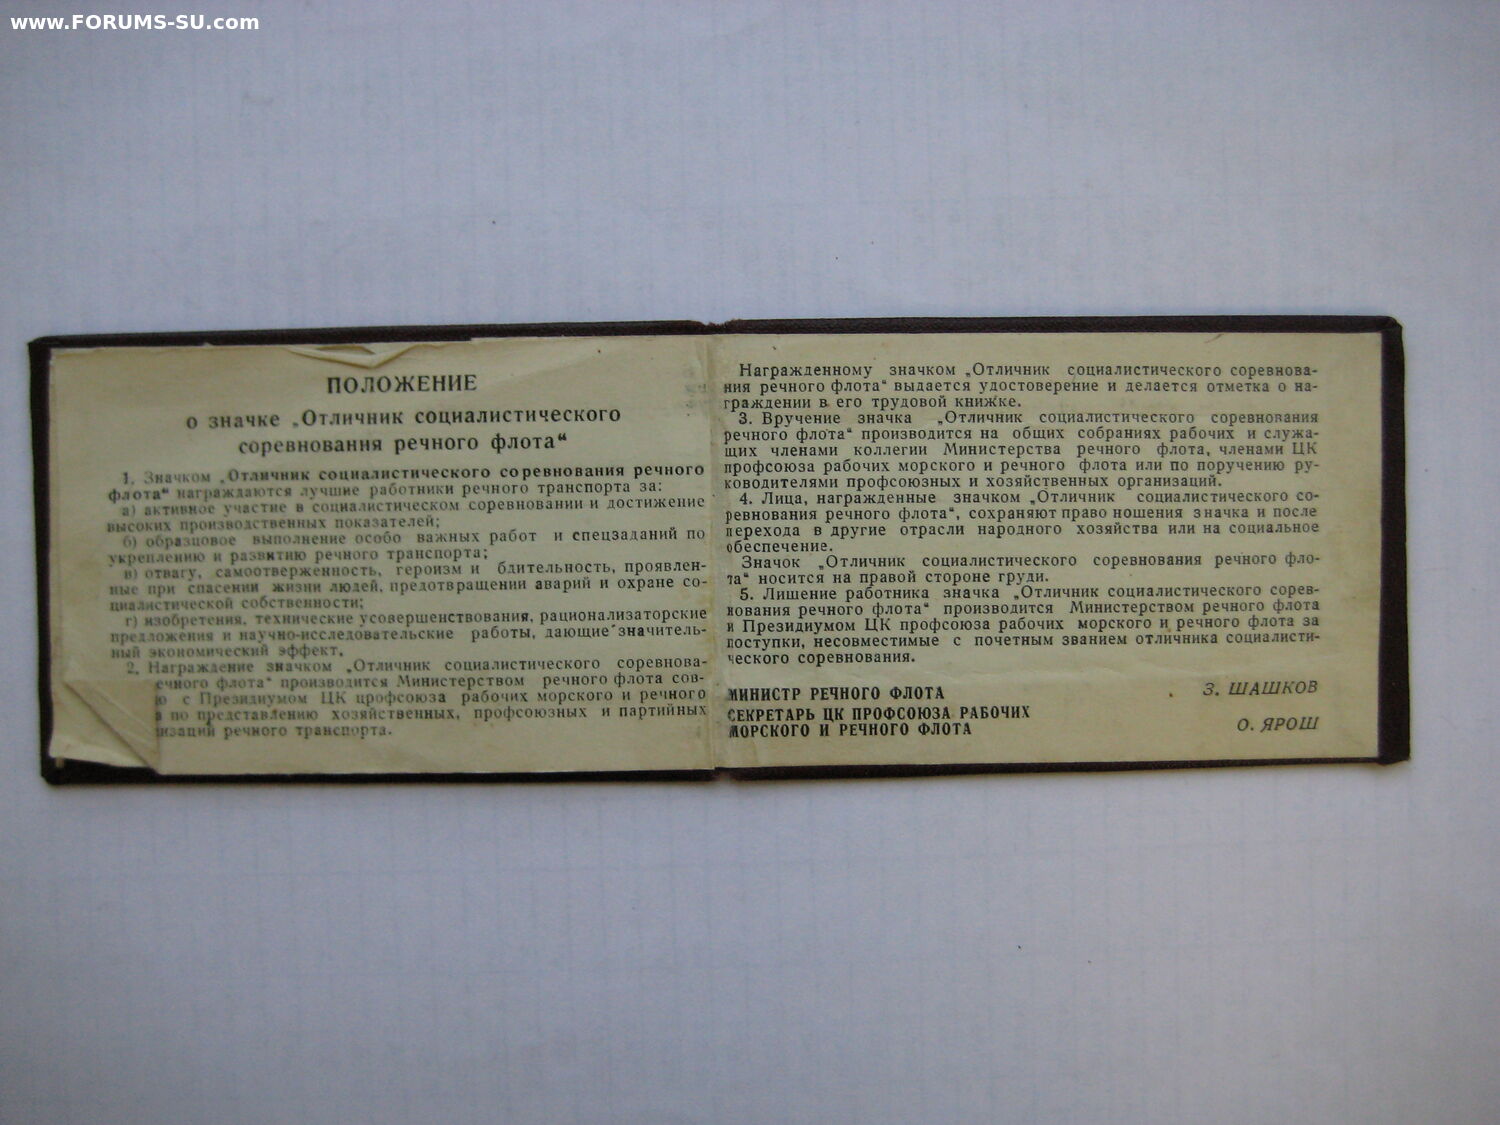 www.FORUMS-SU.com
ПОЛОЖЕНИЕ
о значке „Отличник социалистического
соревнования речного флота“
1. Значком „Отличник социалистического соревнования речного
флота“ награждаются лучшие работники речного транспорта за:
а) активное участие в социалистическом соревновании и достижение
высоких производственных показателей;
б) образцовое выполнение особо важных работ и спецзаданий по
укреплению и развитию речного транспорта;
в) отвагу, самоотверженность, героизм и бдительность, проявлен-
ные при спасении жизни людей, предотвращении аварий и охране со-
циалистической собственности;
г) изобретения, технические усовершенствования, рационализаторские
предложения и научно-исследовательские работы, дающие значитель-
ный экономический эффект.
2. Награждение значком „Отличник социалистического соревнова-
ечного флота“ производится Министерством речного флота сов-
ю с Президиумом ЦК профсоюза рабочих морского и речного
а по представлению хозяйственных, профсоюзных и партийных
изаций речного транспорта.
Награжденному значком „Отличник социалистического соревнова-
ния речного флота“ выдается удостоверение и делается отметка о на-
граждении в его трудовой книжке.
3. Вручение значка „Отличник социалистического соревнования
речного флота“ производится на общих собраниях рабочих и служа-
щих членами коллегии Министерства речного флота, членами ЦК
профсоюза рабочих морского и речного флота или по поручению ру-
ководителями профсоюзных и хозяйственных организаций.
4. Лица, награжденные значком „Отличник социалистического со-
ревнования речного флота“, сохраняют право ношения значка и после
перехода в другие отрасли народного хозяйства или на социальное
обеспечение.
Значок „Отличник социалистического соревнования речного фло-
та“ носится на правой стороне груди.
5. Лишение работника значка „Отличник социалистического сорев-
нования речного флота“ производится Министерством речного флота
и Президиумом ЦК профсоюза рабочих морского и речного флота за
поступки, несовместимые с почетным званием отличника социалисти-
ческого соревнования.
МИНИСТР РЕЧНОГО ФЛОТА З. ШАШКОВ
СЕКРЕТАРЬ ЦК ПРОФСОЮЗА РАБОЧИХ
МОРСКОГО И РЕЧНОГО ФЛОТА О. ЯРОШ